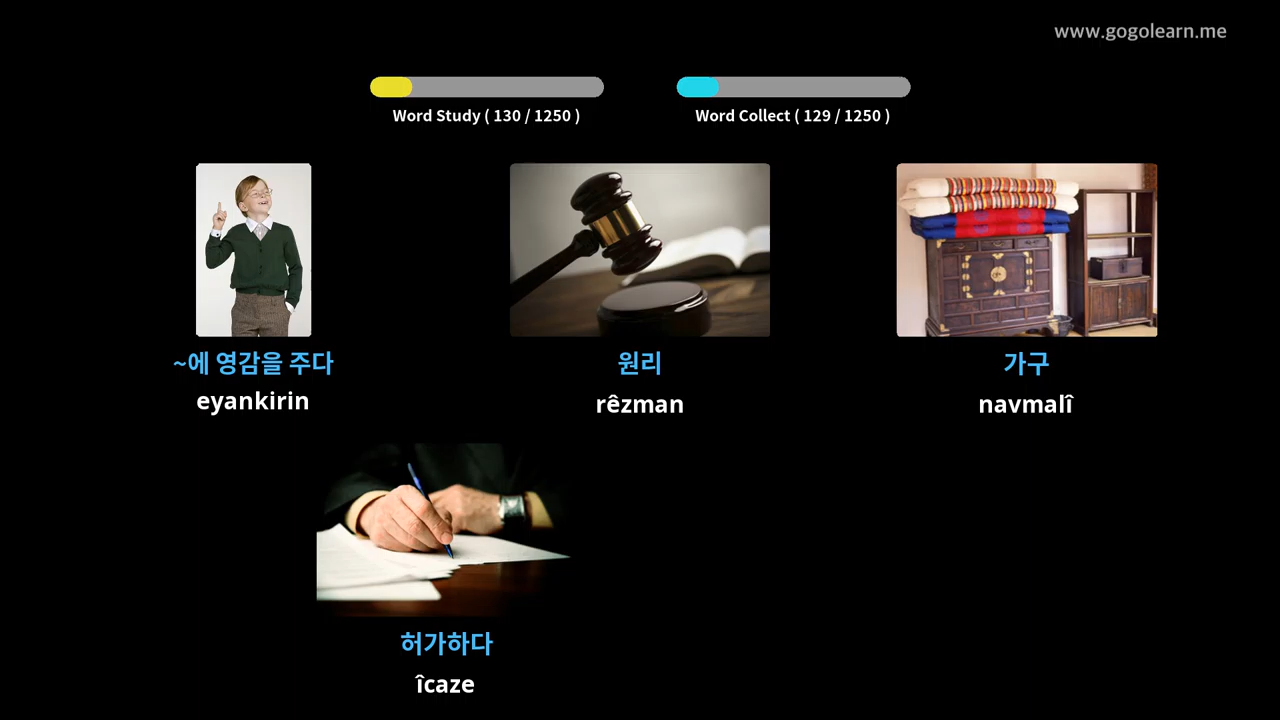 www.gogolearn.me
Word Study ( 130 / 1250 )
Word Collect ( 129 / 1250 )
~에 영감을 주다
eyankirin
원리
rêzman
가구
navmalî
허가하다
îcaze